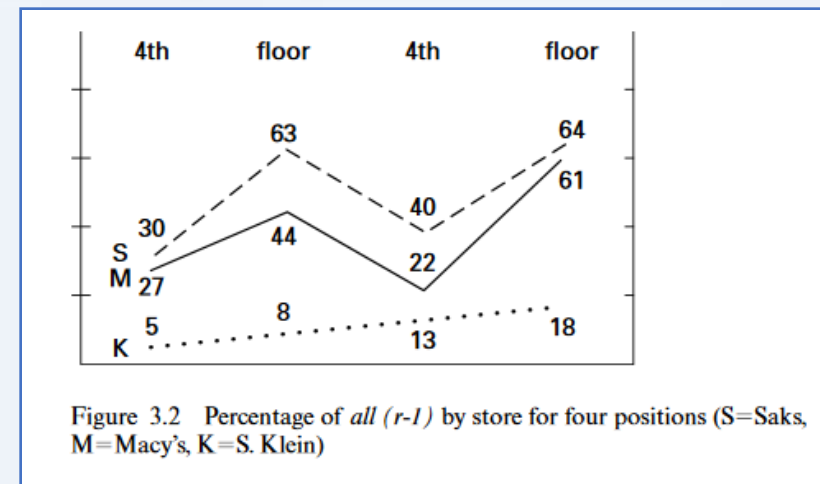 4th floor 4th floor
63 64
61
40
30 44
S 22
M 27
8
5 18
K 13
Figure 3.2 Percentage of all (r-1) by store for four positions (S=Saks,
M=Macy's, K=S. Klein)